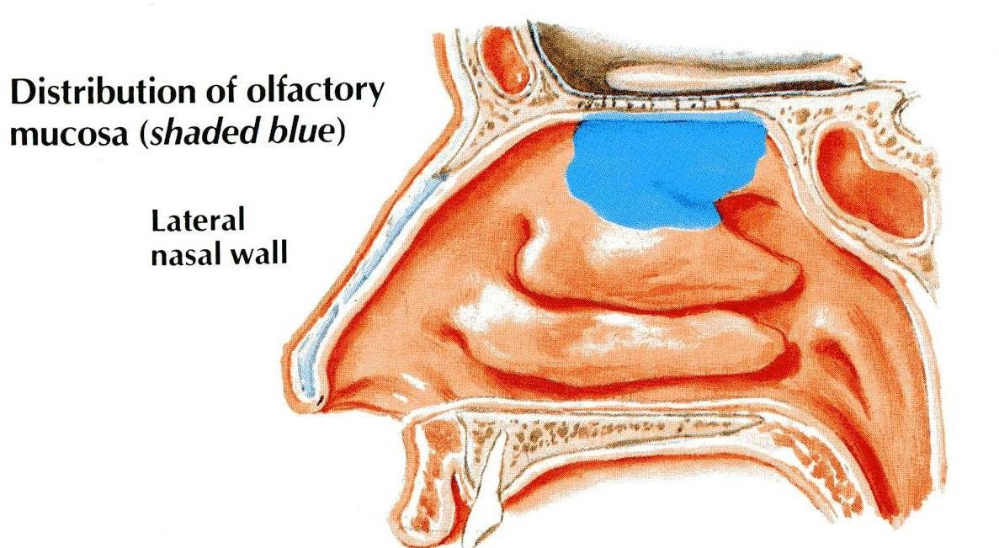 Distribution of olfactory
mucosa (shaded blue)
Lateral
nasal wall